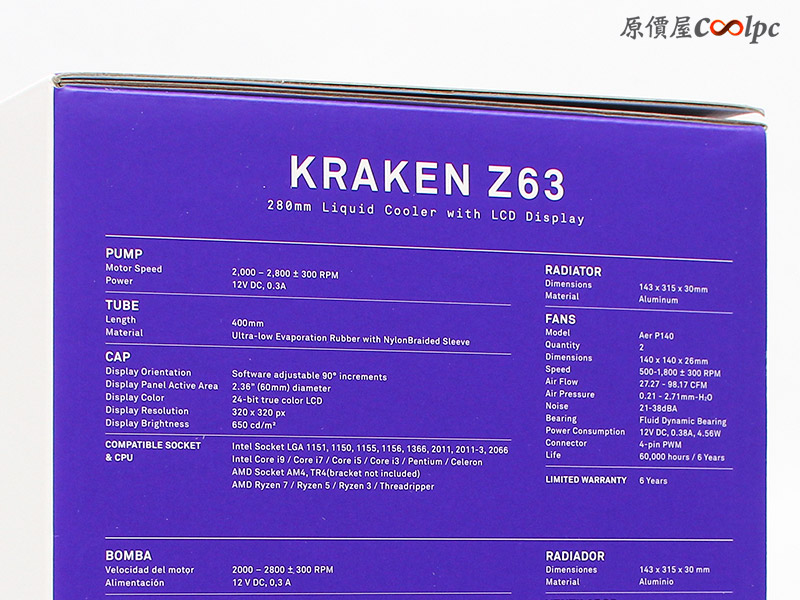 原價屋Coolpc
KRAKEN Z63
280mm Liquid Cooler with LCD Display
PUMP
Motor Speed 2,000 – 2,800 ± 300 RPM
Power 12V DC, 0.3A
TUBE
Length 400mm
Material Ultra-low Evaporation Rubber with NylonBraided Sleeve
CAP
Display Orientation Software adjustable 90° increments
Display Panel Active Area 2.36” (60mm) diameter
Display Color 24-bit true color LCD
Display Resolution 320 x 320 px
Display Brightness 650 cd/m²
COMPATIBLE SOCKET Intel Socket LGA 1151, 1150, 1155, 1156, 1366, 2011, 2011-3, 2066
& CPU Intel Core i9 / Core i7 / Core i5 / Core i3 / Pentium / Celeron
AMD Socket AM4, TR4(bracket not included)
AMD Ryzen 7 / Ryzen 5 / Ryzen 3 / Threadripper
RADIATOR
Dimensions 143 x 315 x 30mm
Material Aluminum
FANS
Model Aer P140
Quantity 2
Dimensions 140 x 140 x 26mm
Speed 500-1,800 ± 300 RPM
Air Flow 27.27 - 98.17 CFM
Air Pressure 0.21 - 2.71mm-H₂O
Noise 21-38dBA
Bearing Fluid Dynamic Bearing
Power Consumption 12V DC, 0.38A, 4.56W
Connector 4-pin PWM
Life 60,000 hours / 6 Years
LIMITED WARRANTY 6 Years
BOMBA
Velocidad del motor 2000 – 2800 ± 300 RPM
Alimentación 12 V DC, 0,3 A
RADIADOR
Dimensiones 143 x 315 x 30 mm
Material Aluminio